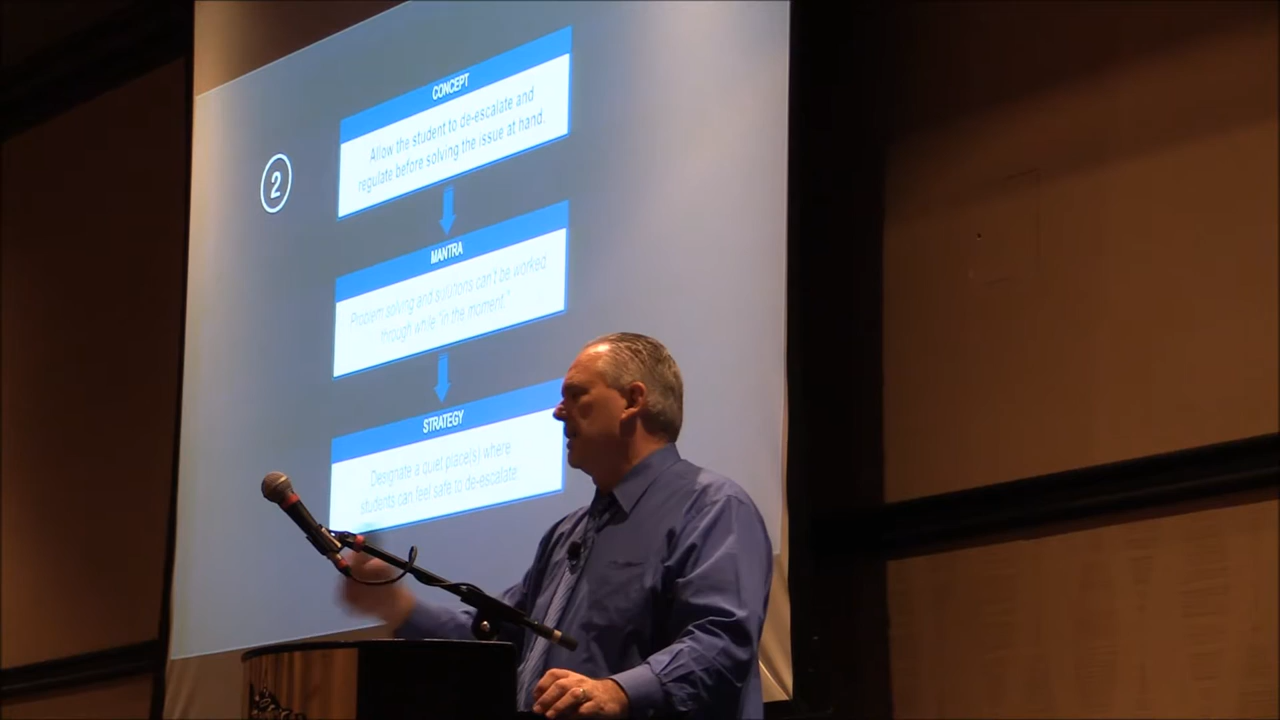 2
CONCEPT
Allow the student to de-escalate and
regulate before solving the issue at hand.
MANTRA
Problem solving and solutions can't be worked
through while "in the moment."
STRATEGY
Designate a quiet place(s) where
students can feel safe to de-escalate.